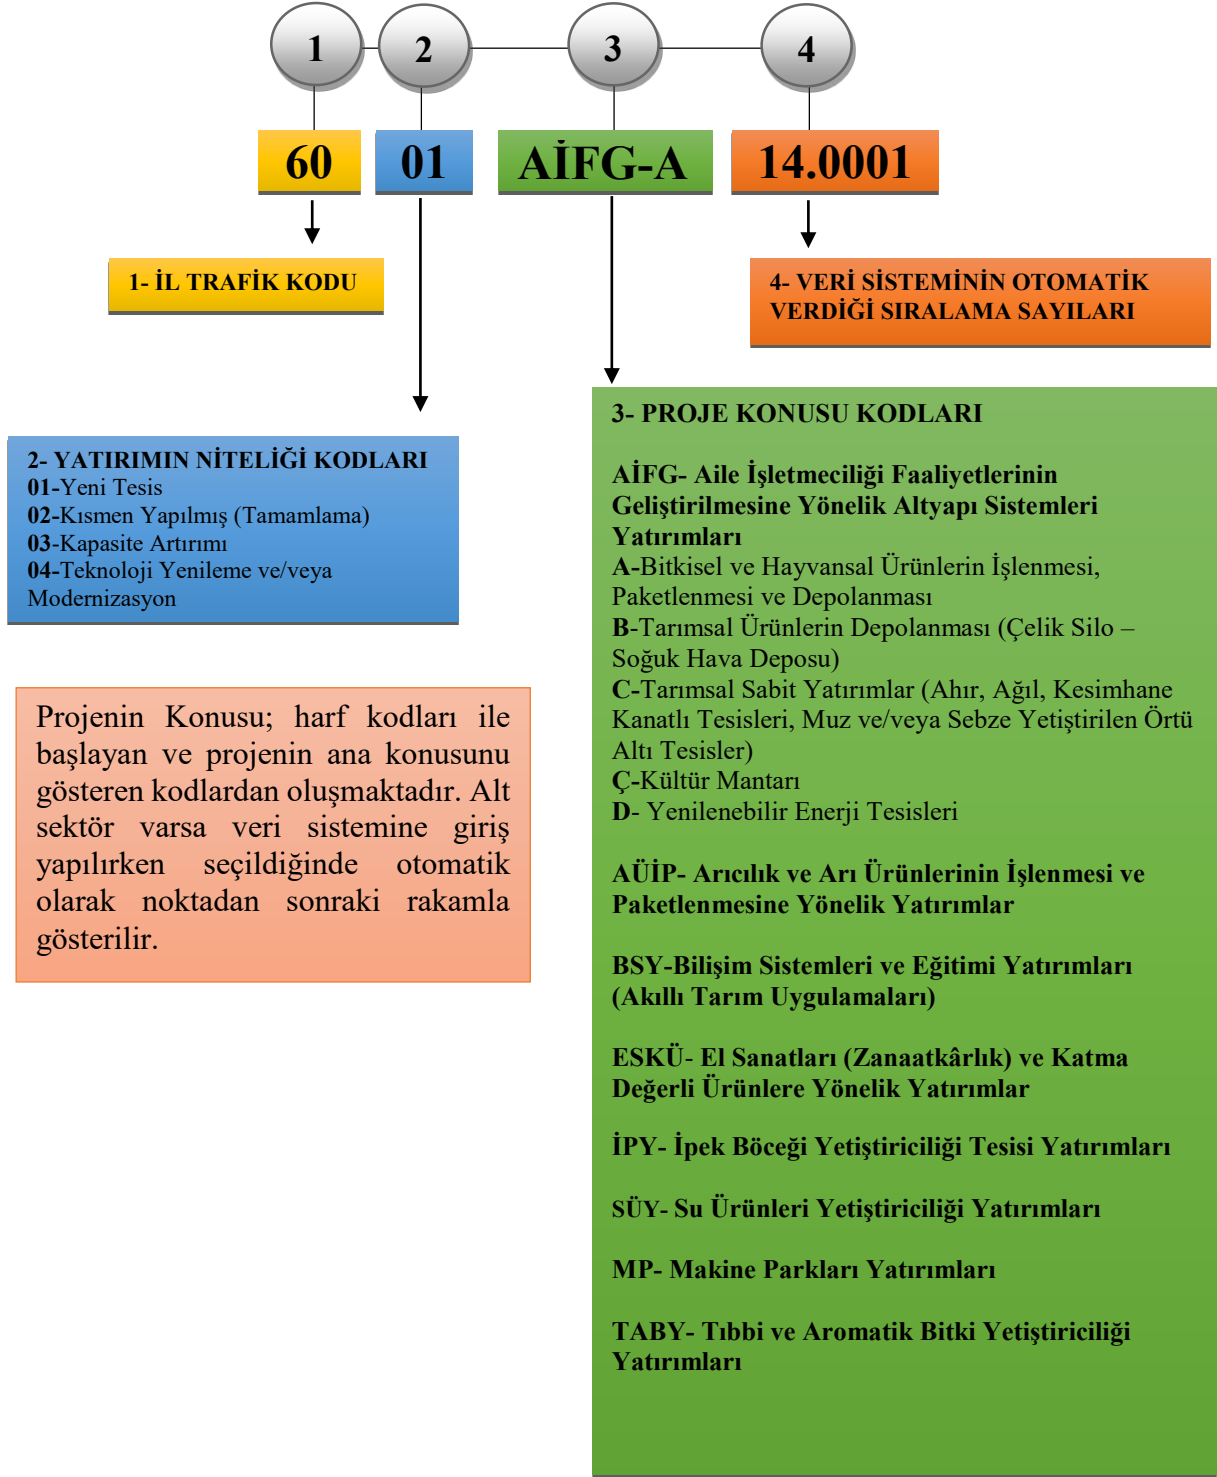 1 2 3 4
60 01 AİFG-A 14.0001
1- İL TRAFİK KODU
4- VERİ SİSTEMİNİN OTOMATİK
VERDİĞİ SIRALAMA SAYILARI
2- YATIRIMIN NİTELİĞİ KODLARI
01-Yeni Tesis
02-Kısmen Yapılmış (Tamamlama)
03-Kapasite Artırımı
04-Teknoloji Yenileme ve/veya
Modernizasyon
Projenin Konusu; harf kodları ile
başlayan ve projenin ana konusunu
gösteren kodlardan oluşmaktadır. Alt
sektör varsa veri sistemine giriş
yapılırken seçildiğinde otomatik
olarak noktadan sonraki rakamla
gösterilir.
3- PROJE KONUSU KODLARI
AİFG- Aile İşletmeciliği Faaliyetlerinin
Geliştirilmesine Yönelik Altyapı Sistemleri
Yatırımları
A-Bitkisel ve Hayvansal Ürünlerin İşlenmesi,
Paketlenmesi ve Depolanması
B-Tarımsal Ürünlerin Depolanması (Çelik Silo –
Soğuk Hava Deposu)
C-Tarımsal Sabit Yatırımlar (Ahır, Ağıl, Kesimhane
Kanatlı Tesisleri, Muz ve/veya Sebze Yetiştirilen Örtü
Altı Tesisler)
Ç-Kültür Mantarı
D- Yenilenebilir Enerji Tesisleri
AÜİP- Arıcılık ve Arı Ürünlerinin İşlenmesi ve
Paketlenmesine Yönelik Yatırımlar
BSY-Bilişim Sistemleri ve Eğitimi Yatırımları
(Akıllı Tarım Uygulamaları)
ESKÜ- El Sanatları (Zanaatkârlık) ve Katma
Değerli Ürünlere Yönelik Yatırımlar
İPY- İpek Böceği Yetiştiriciliği Tesisi Yatırımları
SÜY- Su Ürünleri Yetiştiriciliği Yatırımları
MP- Makine Parkları Yatırımları
TABY- Tıbbi ve Aromatik Bitki Yetiştiriciliği
Yatırımları